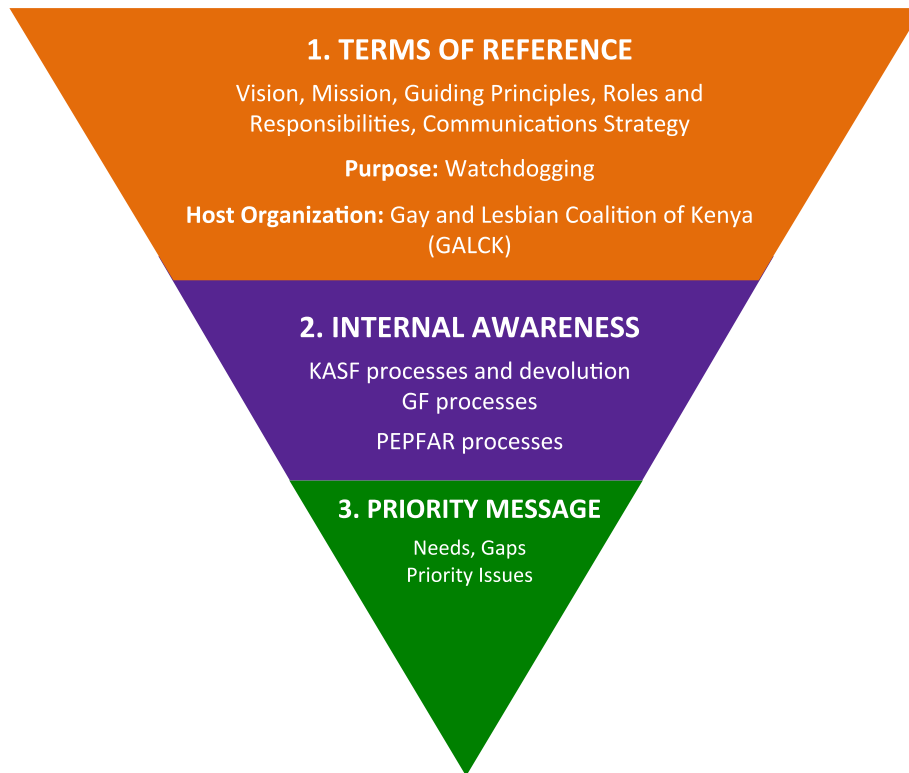 1. TERMS OF REFERENCE
Vision, Mission, Guiding Principles, Roles and
Responsibilities, Communications Strategy
Purpose: Watchdogging
Host Organization: Gay and Lesbian Coalition of Kenya
(GALCK)
2. INTERNAL AWARENESS
KASF processes and devolution
GF processes
PEPFAR processes
3. PRIORITY MESSAGE
Needs, Gaps
Priority Issues